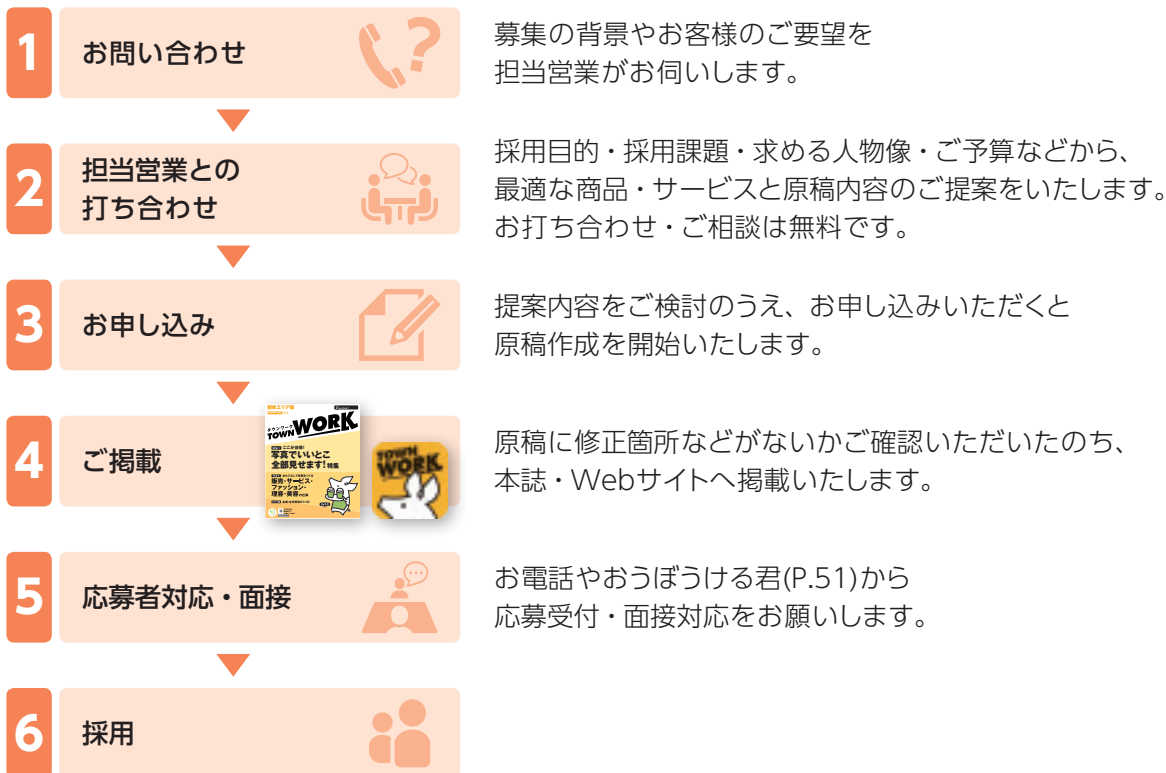 1
お問い合わせ
?
募集の背景やお客様のご要望を
担当営業がお伺いします。
2
担当営業との
打ち合わせ
採用目的・採用課題・求める人物像・ご予算などから、
最適な商品・サービスと原稿内容のご提案をいたします。
お打ち合わせ・ご相談は無料です。
3
お申し込み
提案内容をご検討のうえ、お申し込みいただくと
原稿作成を開始いたします。
4
ご掲載
タウンワーク
TOWN WORK
写真でいいとこ
全部見せます!特集
販売・サービス・
ファッション・
理容・美容
TOWN
WORK
原稿に修正箇所などがないかご確認いただいたのち、
本誌・Webサイトへ掲載いたします。
5
応募者対応・面接
お電話やおうぼうける君(P.51)から
応募受付・面接対応をお願いします。
6
採用